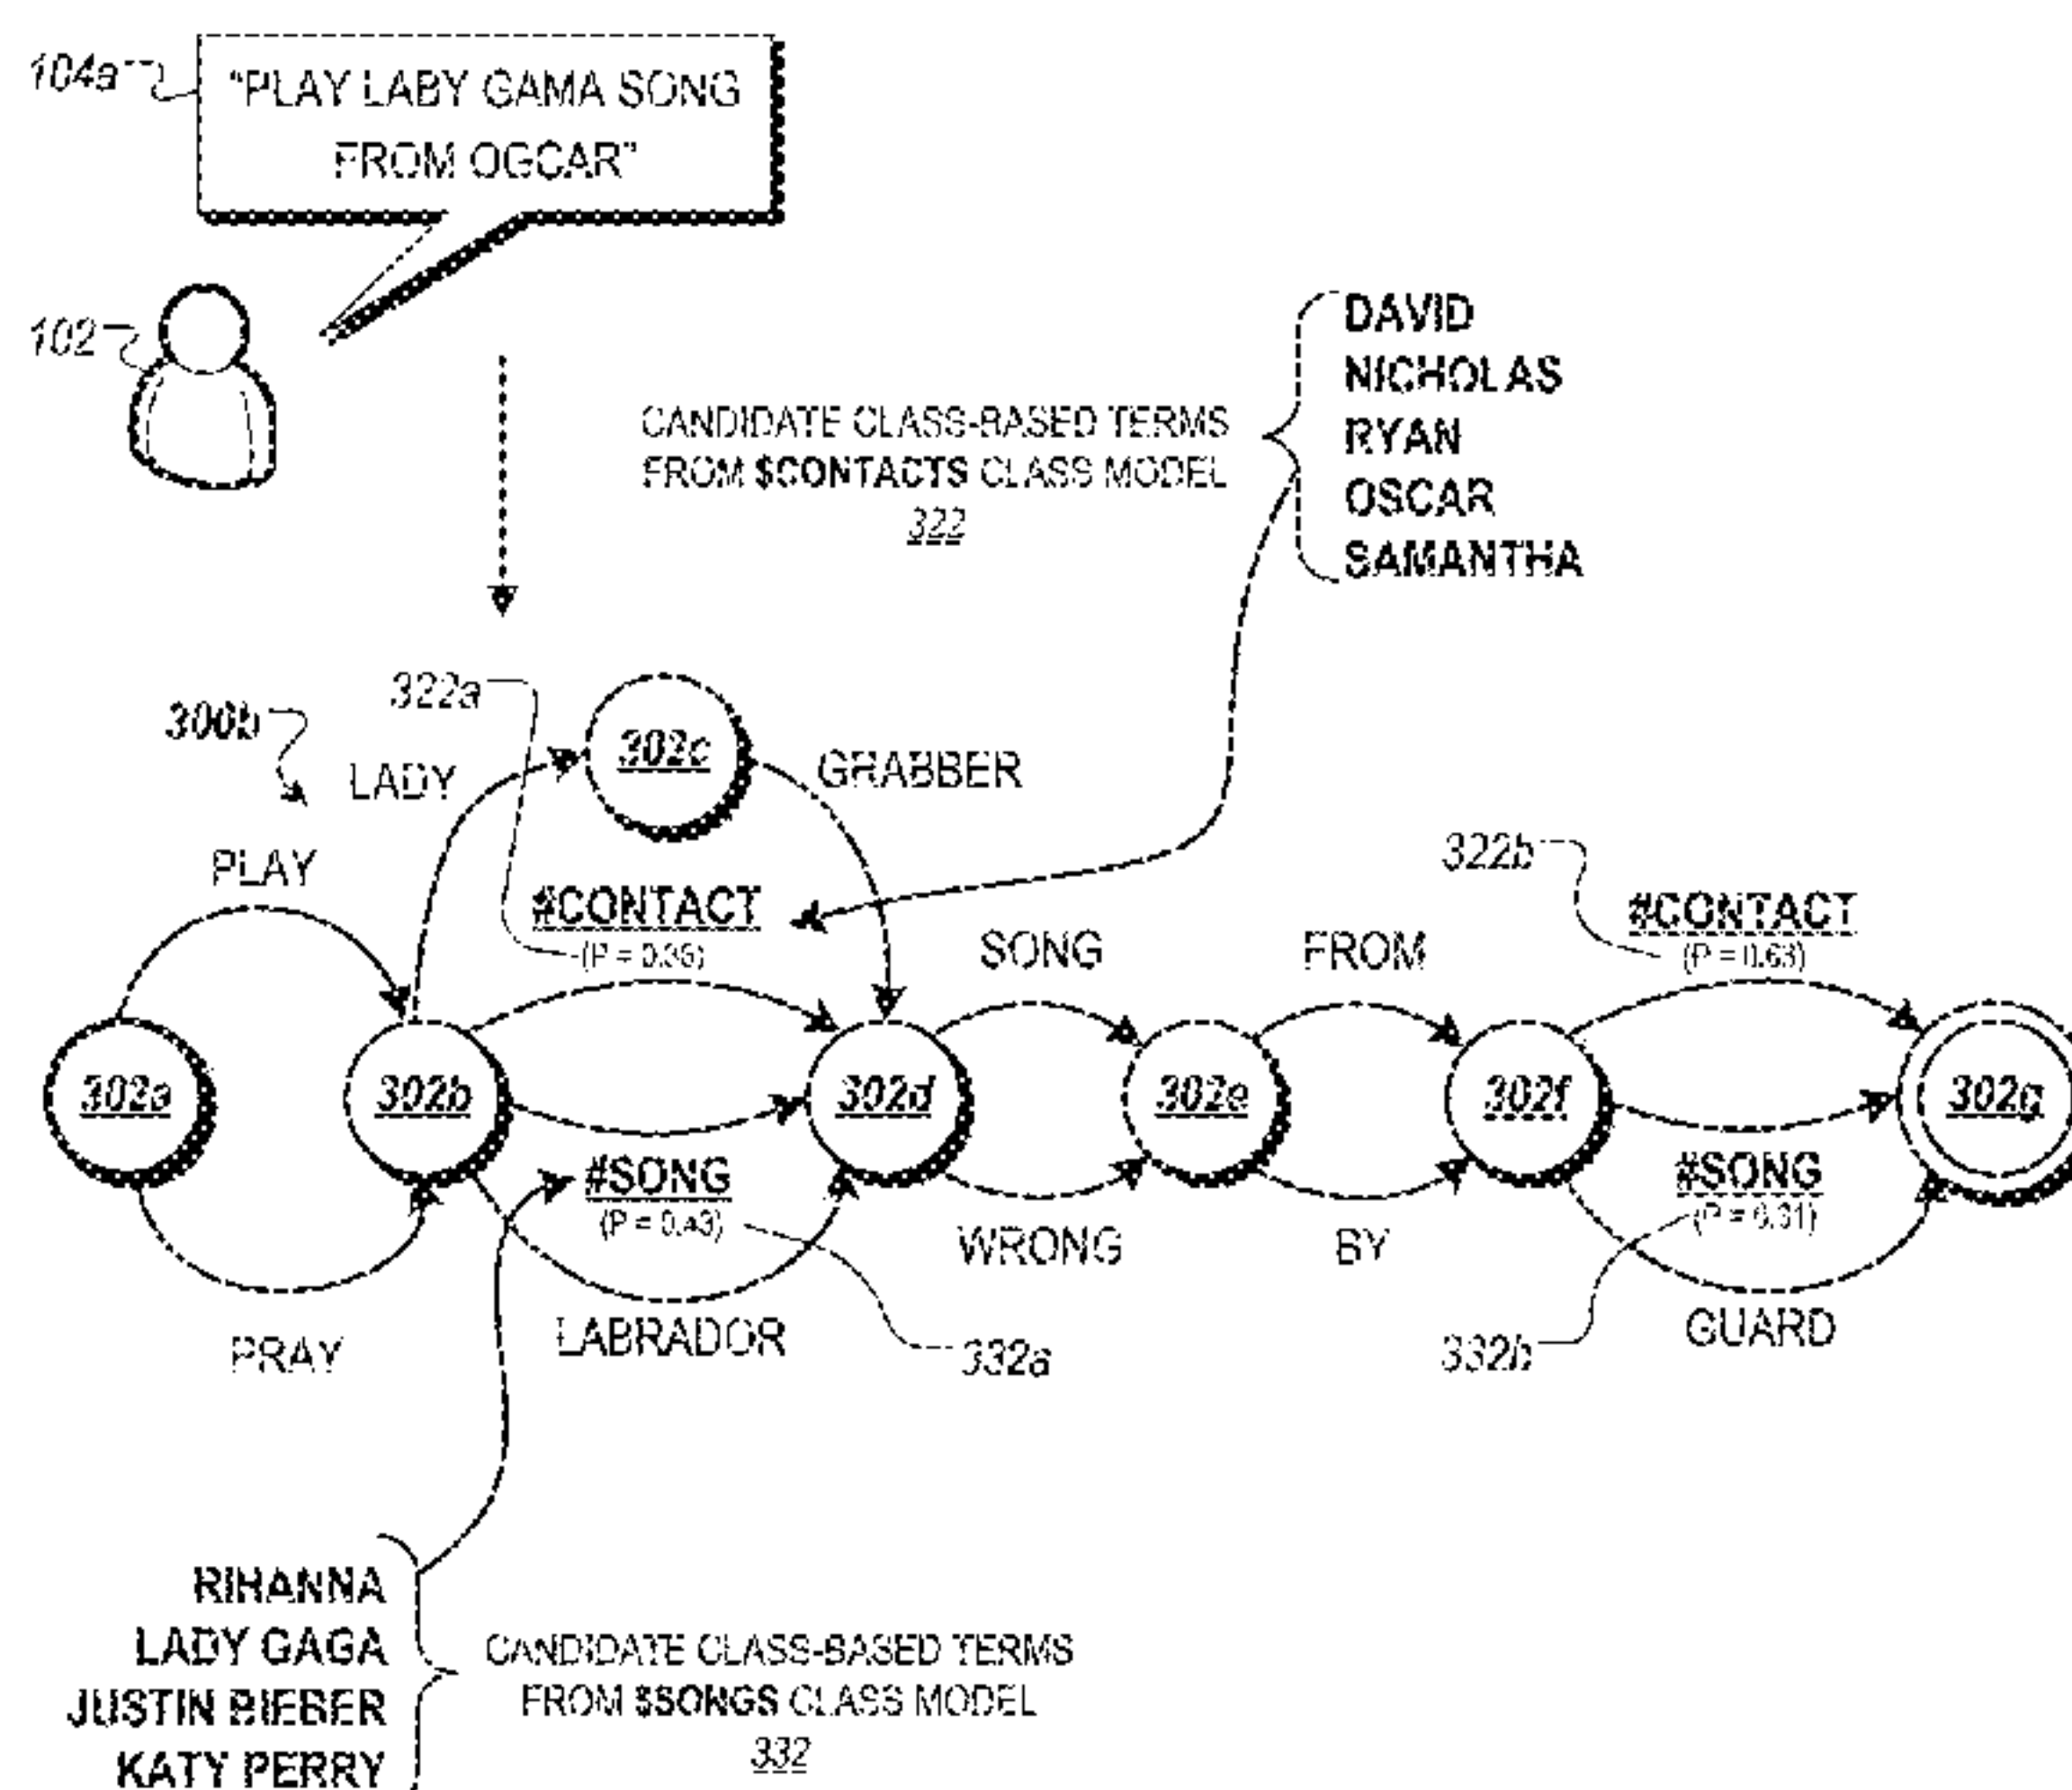 104a
"PLAY LABY GAMA SONG
FROM OGCAR"
102
CANDIDATE CLASS-BASED TERMS
FROM $CONTACTS CLASS MODEL
322
DAVID
NICHOLAS
RYAN
OSCAR
SAMANTHA
300b
322a
LADY
302c
GRABBER
PLAY
#CONTACT
SONG
FROM
322b
#CONTACT
(P = 0.63)
302a
302b
302d
302e
302f
302g
#SONG
(P = 0.43)
WRONG
BY
#SONG
(P = 0.31)
PRAY
LABRADOR
332a
332b
GUARD
RIHANNA
LADY GAGA
JUSTIN BIEBER
KATY PERRY
CANDIDATE CLASS-BASED TERMS
FROM $SONGS CLASS MODEL
332